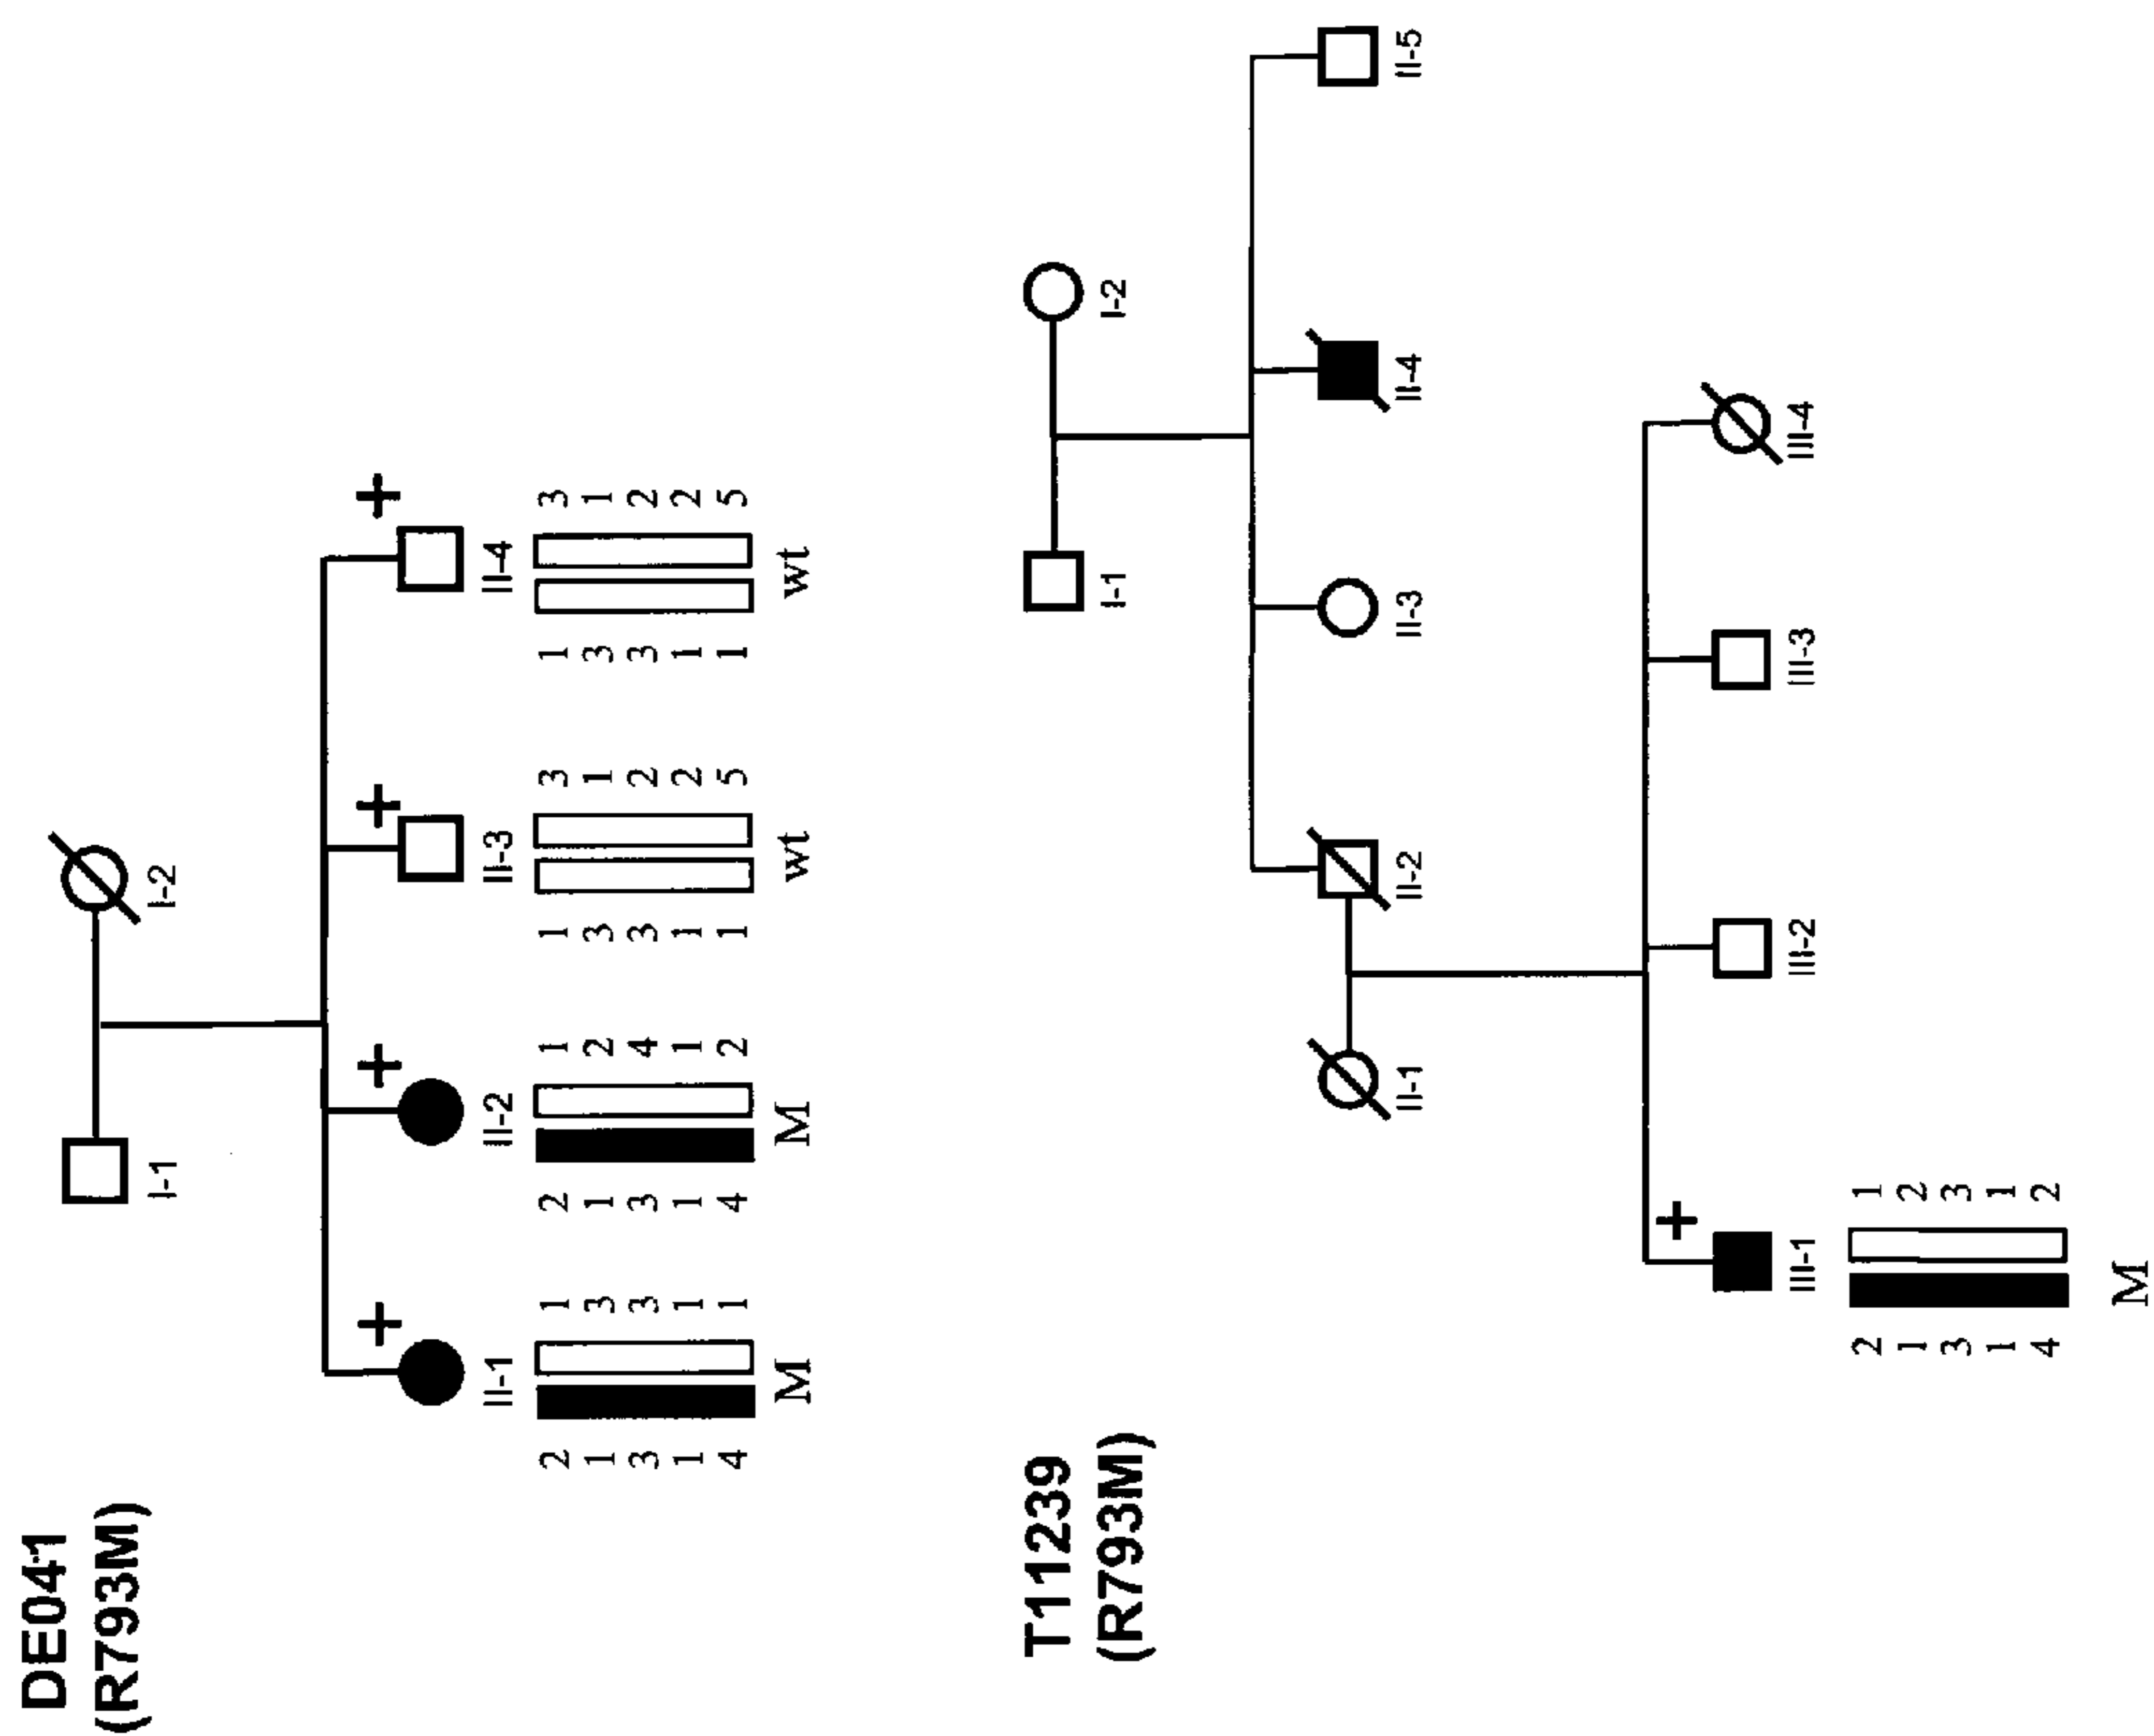 DE041
(R793M)
I-1 I-2
+ + + +
II-1 II-2 II-3 II-4
2 1 2 1 1 3 1 3
1 3 1 2 3 1 3 1
3 3 3 4 3 2 3 2
1 1 1 1 1 2 1 2
4 1 4 2 1 5 1 5
M M wt wt
T11239
(R793M)
I-1 I-2
II-1 II-2 II-3 II-4 II-5
+
III-1 III-2 III-3 III-4
2 1
1 2
3 3
1 1
4 2
M